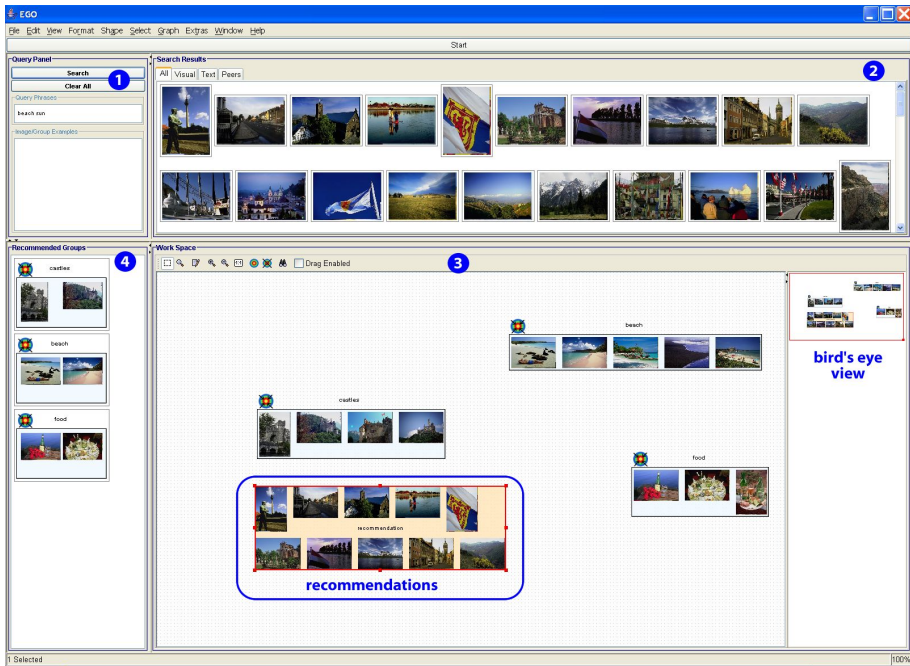 EGO
File Edit View Format Shape Select Graph Extras Window Help
Start
Query Panel
Search
Clear All
1
Query Phrases
beach sun
Image/Group Examples
Search Results
2
All Visual Text Peers
Recommended Groups
4
castles
beach
food
Work Space
Drag Enabled
3
beach
castles
food
recommendation
recommendations
bird's eye
view
1 Selected
100%